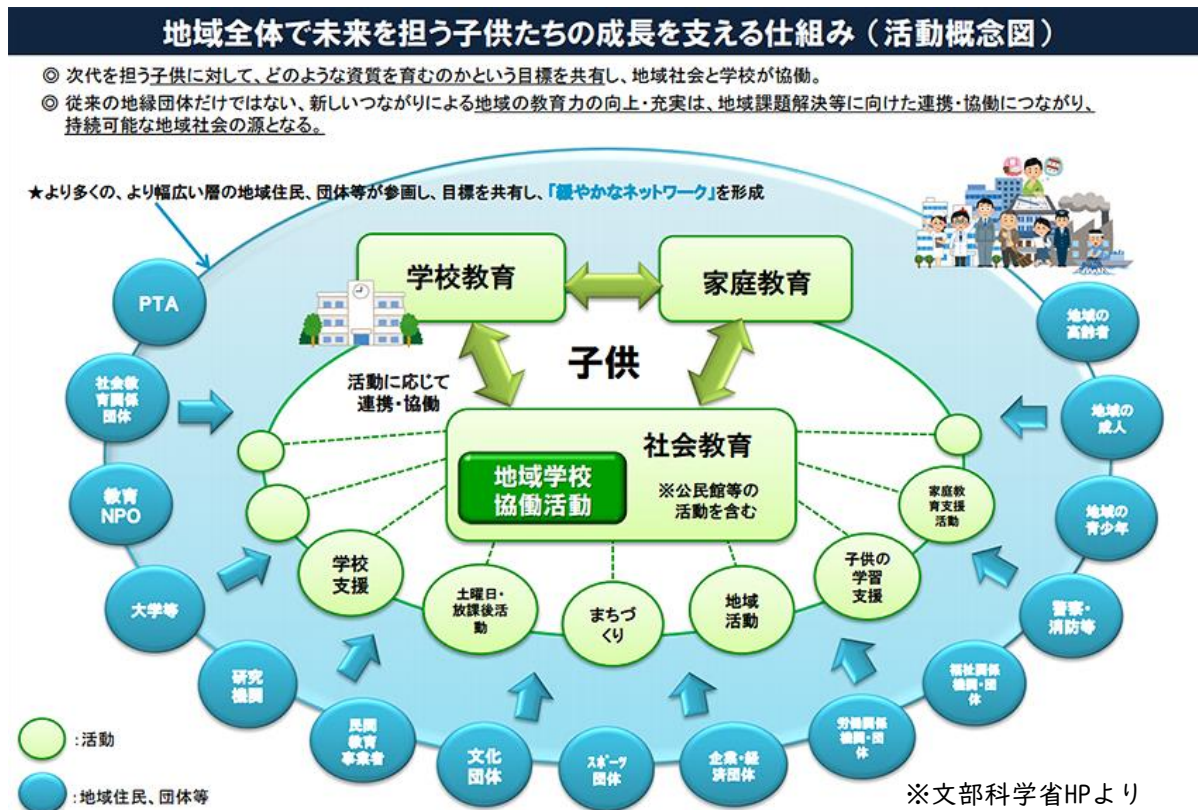 地域全体で未来を担う子供たちの成長を支える仕組み（活動概念図）
◎ 次代を担う子供に対して、どのような資質を育むのかという目標を共有し、地域社会と学校が協働。
◎ 従来の地縁団体だけではない、新しいつながりによる地域の教育力の向上・充実は、地域課題解決等に向けた連携・協働につながり、
持続可能な地域社会の源となる。
★より多くの、より幅広い層の地域住民、団体等が参画し、目標を共有し、「緩やかなネットワーク」を形成
学校教育
家庭教育
子供
活動に応じて
連携・協働
社会教育
地域学校
協働活動
※公民館等の
活動を含む
PTA
社会教
育関係
団体
教育
NPO
大学等
研究
機関
民間
教育
事業者
文化
団体
スポーツ
団体
企業・経
済団体
労働関係
機関・団
体
福祉関係
機関・団
体
警察・
消防等
地域の
青少年
地域の
成人
地域の
高齢者
学校
支援
土曜日・
放課後活
動
まちづ
くり
地域
活動
子供の
学習
支援
家庭教
育支援
活動
:活動
:地域住民、団体等
※文部科学省HPより